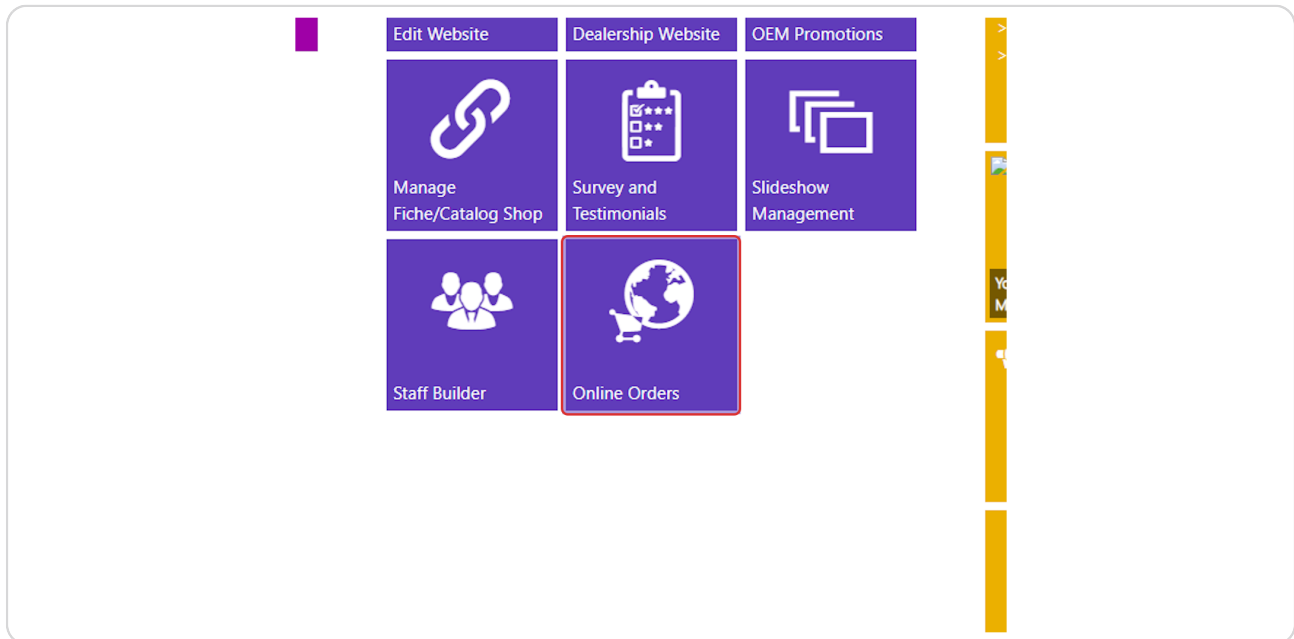 Edit Website
Dealership Website
OEM Promotions
>
>
Manage
Fiche/Catalog Shop
Survey and
Testimonials
Slideshow
Management
Yo
M
Staff Builder
Online Orders